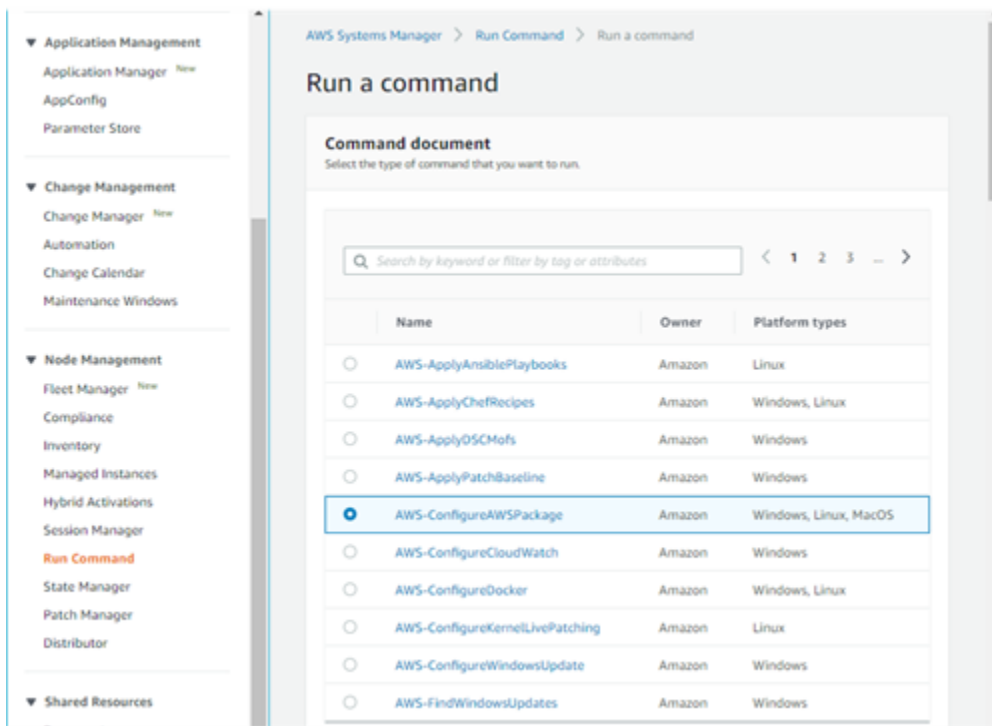 Application Management
Application Manager New
AppConfig
Parameter Store
Change Management
Change Manager New
Automation
Change Calendar
Maintenance Windows
Node Management
Fleet Manager New
Compliance
Inventory
Managed Instances
Hybrid Activations
Session Manager
Run Command
State Manager
Patch Manager
Distributor
Shared Resources
AWS Systems Manager > Run Command > Run a command
Run a command
Command document
Select the type of command that you want to run.
Search by keyword or filter by tag or attributes
< 1 2 3 ... >
Name Owner Platform types
AWS-ApplyAnsiblePlaybooks Amazon Linux
AWS-ApplyChefRecipes Amazon Windows, Linux
AWS-ApplyDSCMofs Amazon Windows
AWS-ApplyPatchBaseline Amazon Windows
AWS-ConfigureAWSPackage Amazon Windows, Linux, MacOS
AWS-ConfigureCloudWatch Amazon Windows
AWS-ConfigureDocker Amazon Windows, Linux
AWS-ConfigureKernelLivePatching Amazon Linux
AWS-ConfigureWindowsUpdate Amazon Windows
AWS-FindWindowsUpdates Amazon Windows